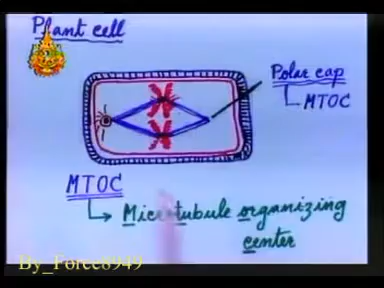 Plant cell
Polar cap
MTOC
MTOC
Microtubule organizing
center
By_Force8949